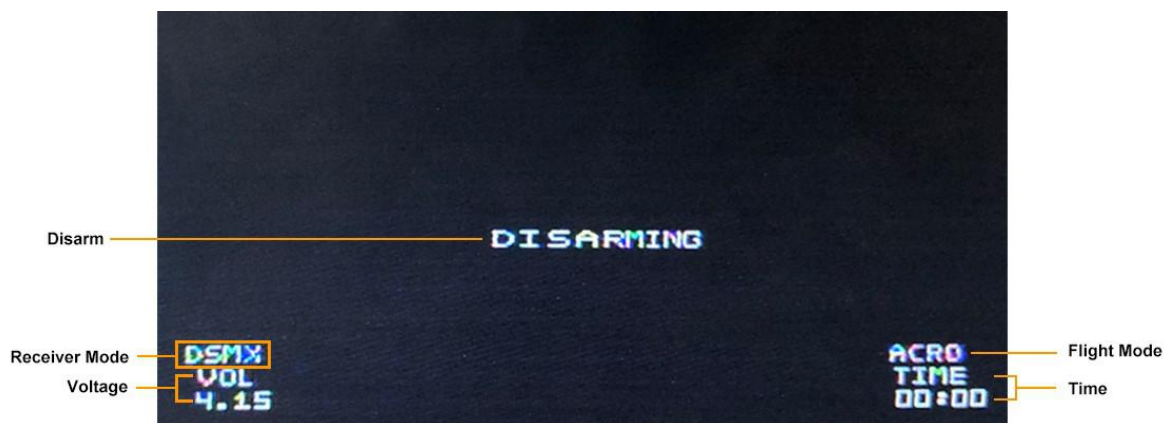 Disarm
DISARMING
Receiver Mode
DSMX
ACRO
Flight Mode
Voltage
VOL
4.15
TIME
00:00
Time